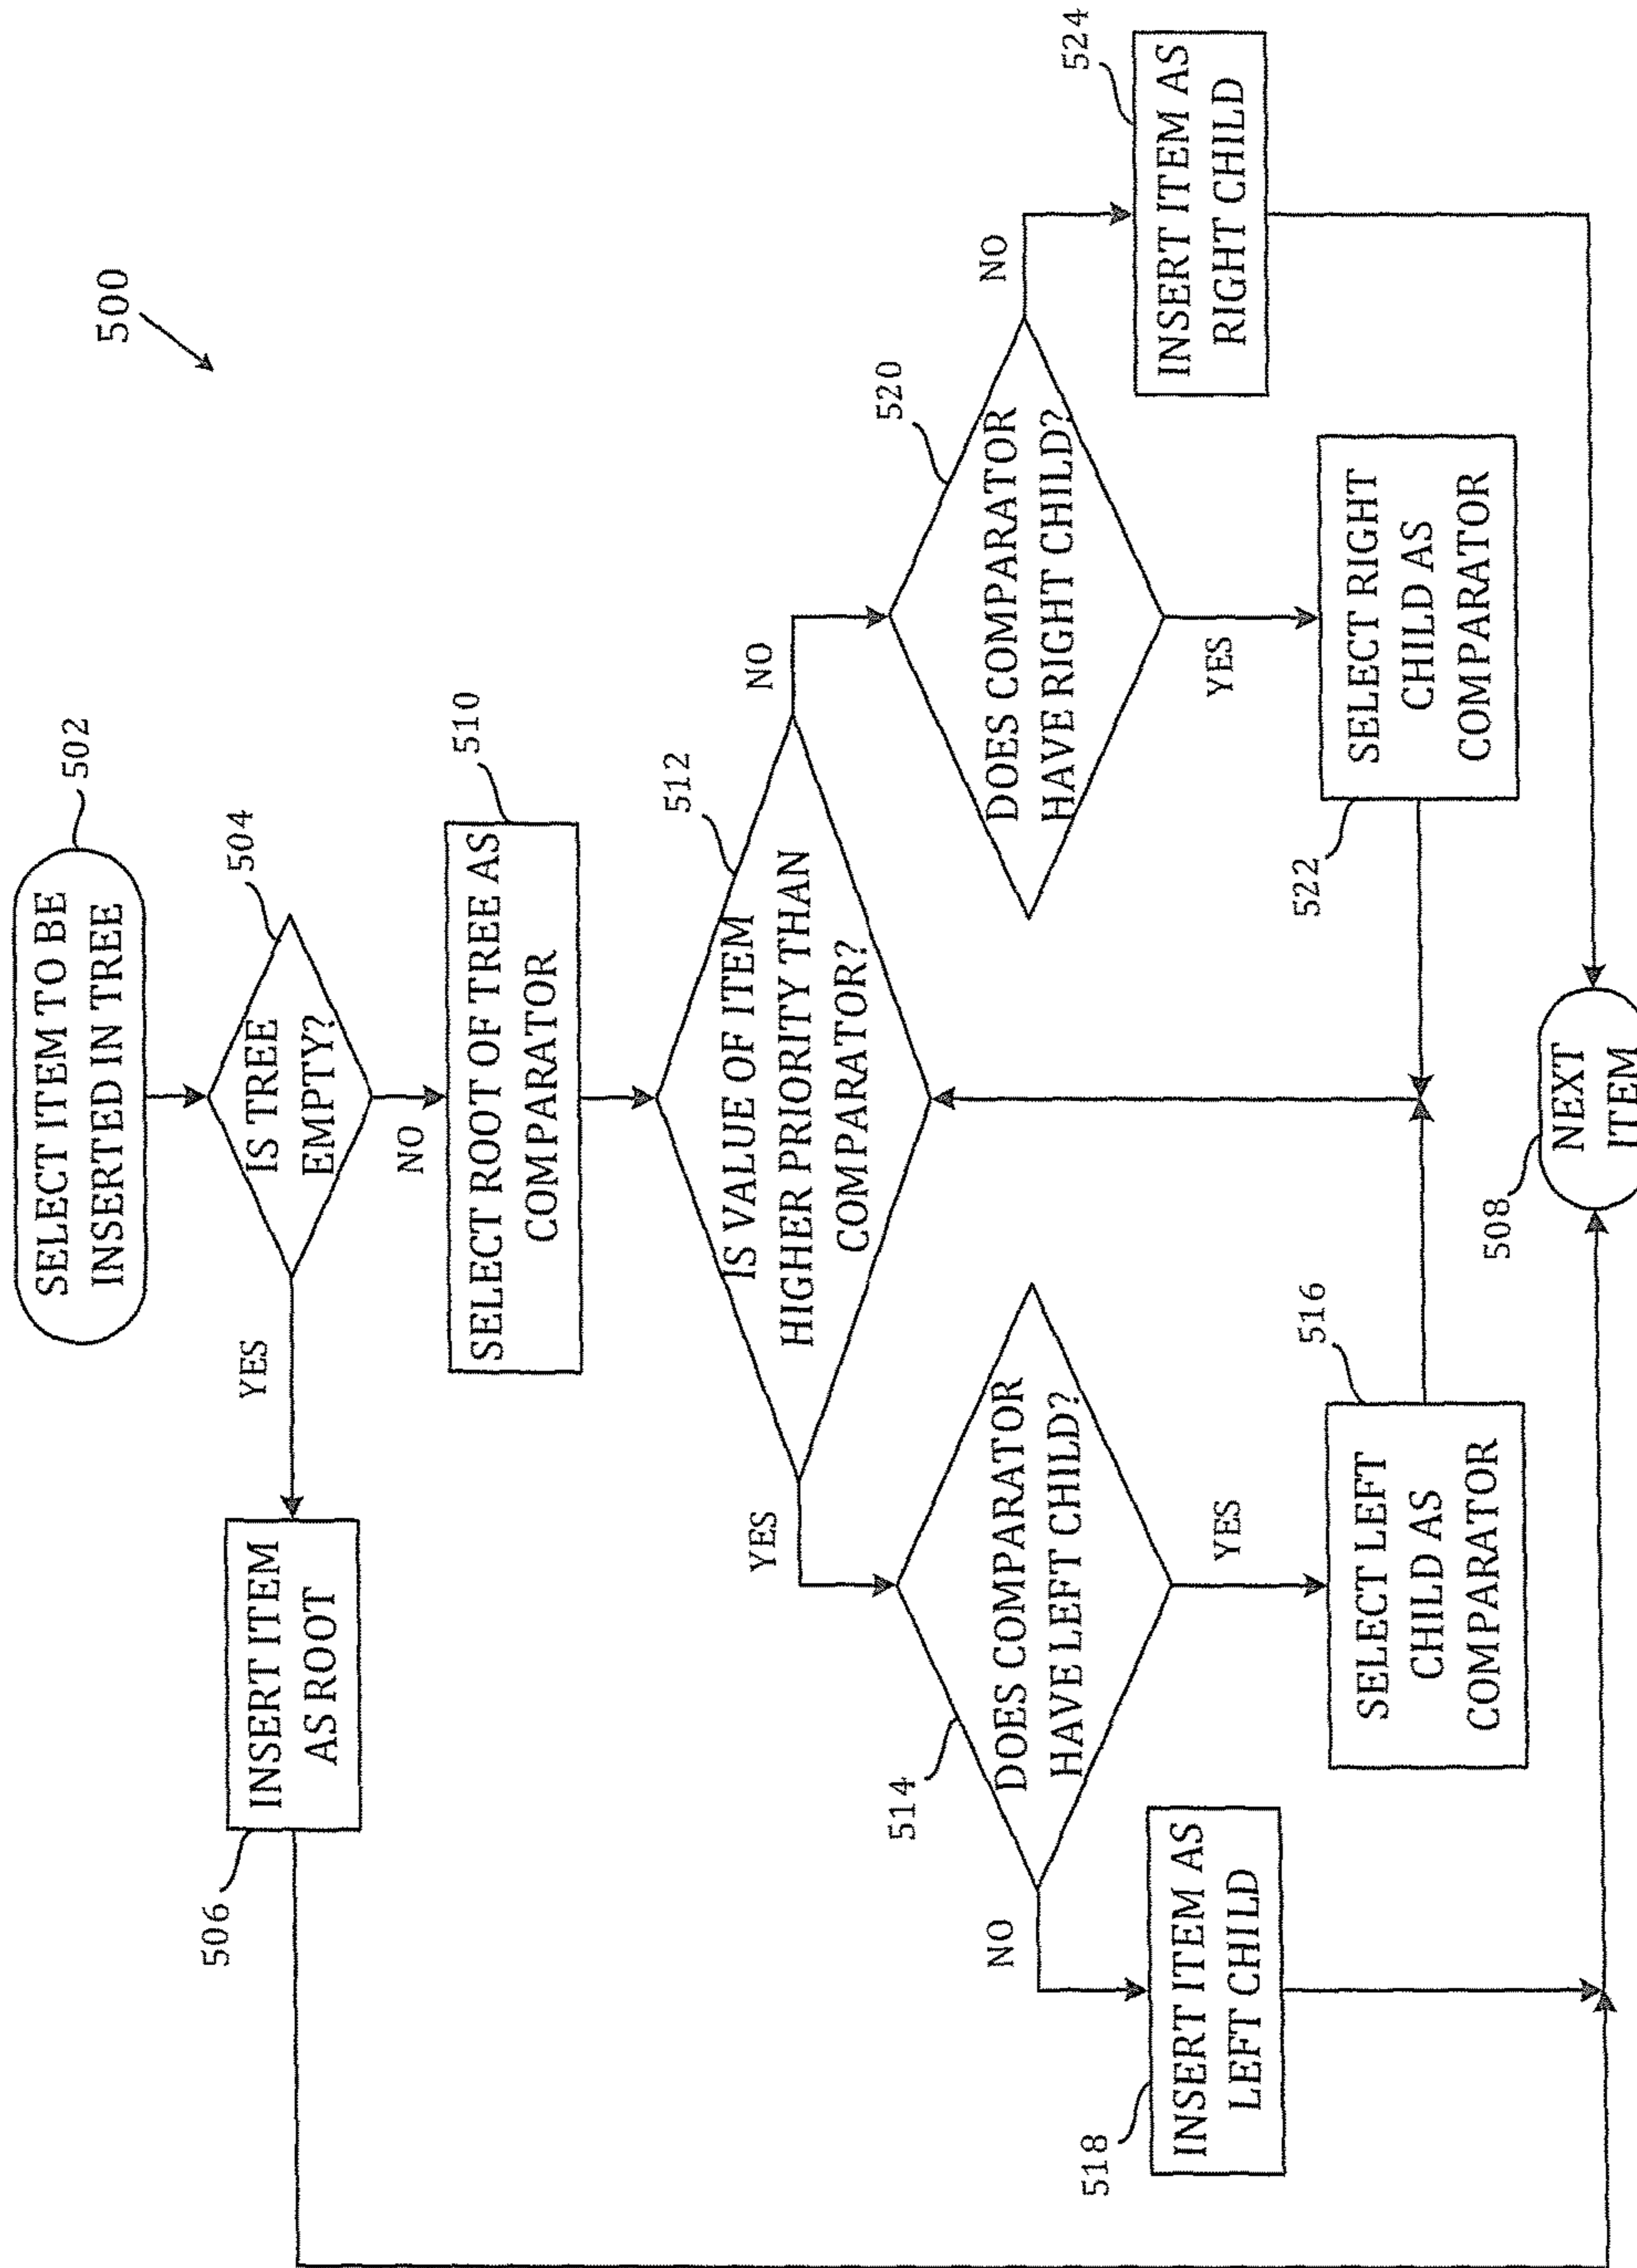 500
SELECT ITEM TO BE
INSERTED IN TREE
502
504
IS TREE
EMPTY?
YES
NO
INSERT ITEM
AS ROOT
506
SELECT ROOT OF TREE AS
COMPARATOR
510
512
IS VALUE OF ITEM
HIGHER PRIORITY THAN
COMPARATOR?
YES
NO
514
DOES COMPARATOR
HAVE LEFT CHILD?
520
DOES COMPARATOR
HAVE RIGHT CHILD?
NO
YES
YES
NO
518
INSERT ITEM AS
LEFT CHILD
516
SELECT LEFT
CHILD AS
COMPARATOR
522
SELECT RIGHT
CHILD AS
COMPARATOR
524
INSERT ITEM AS
RIGHT CHILD
508
NEXT
ITEM